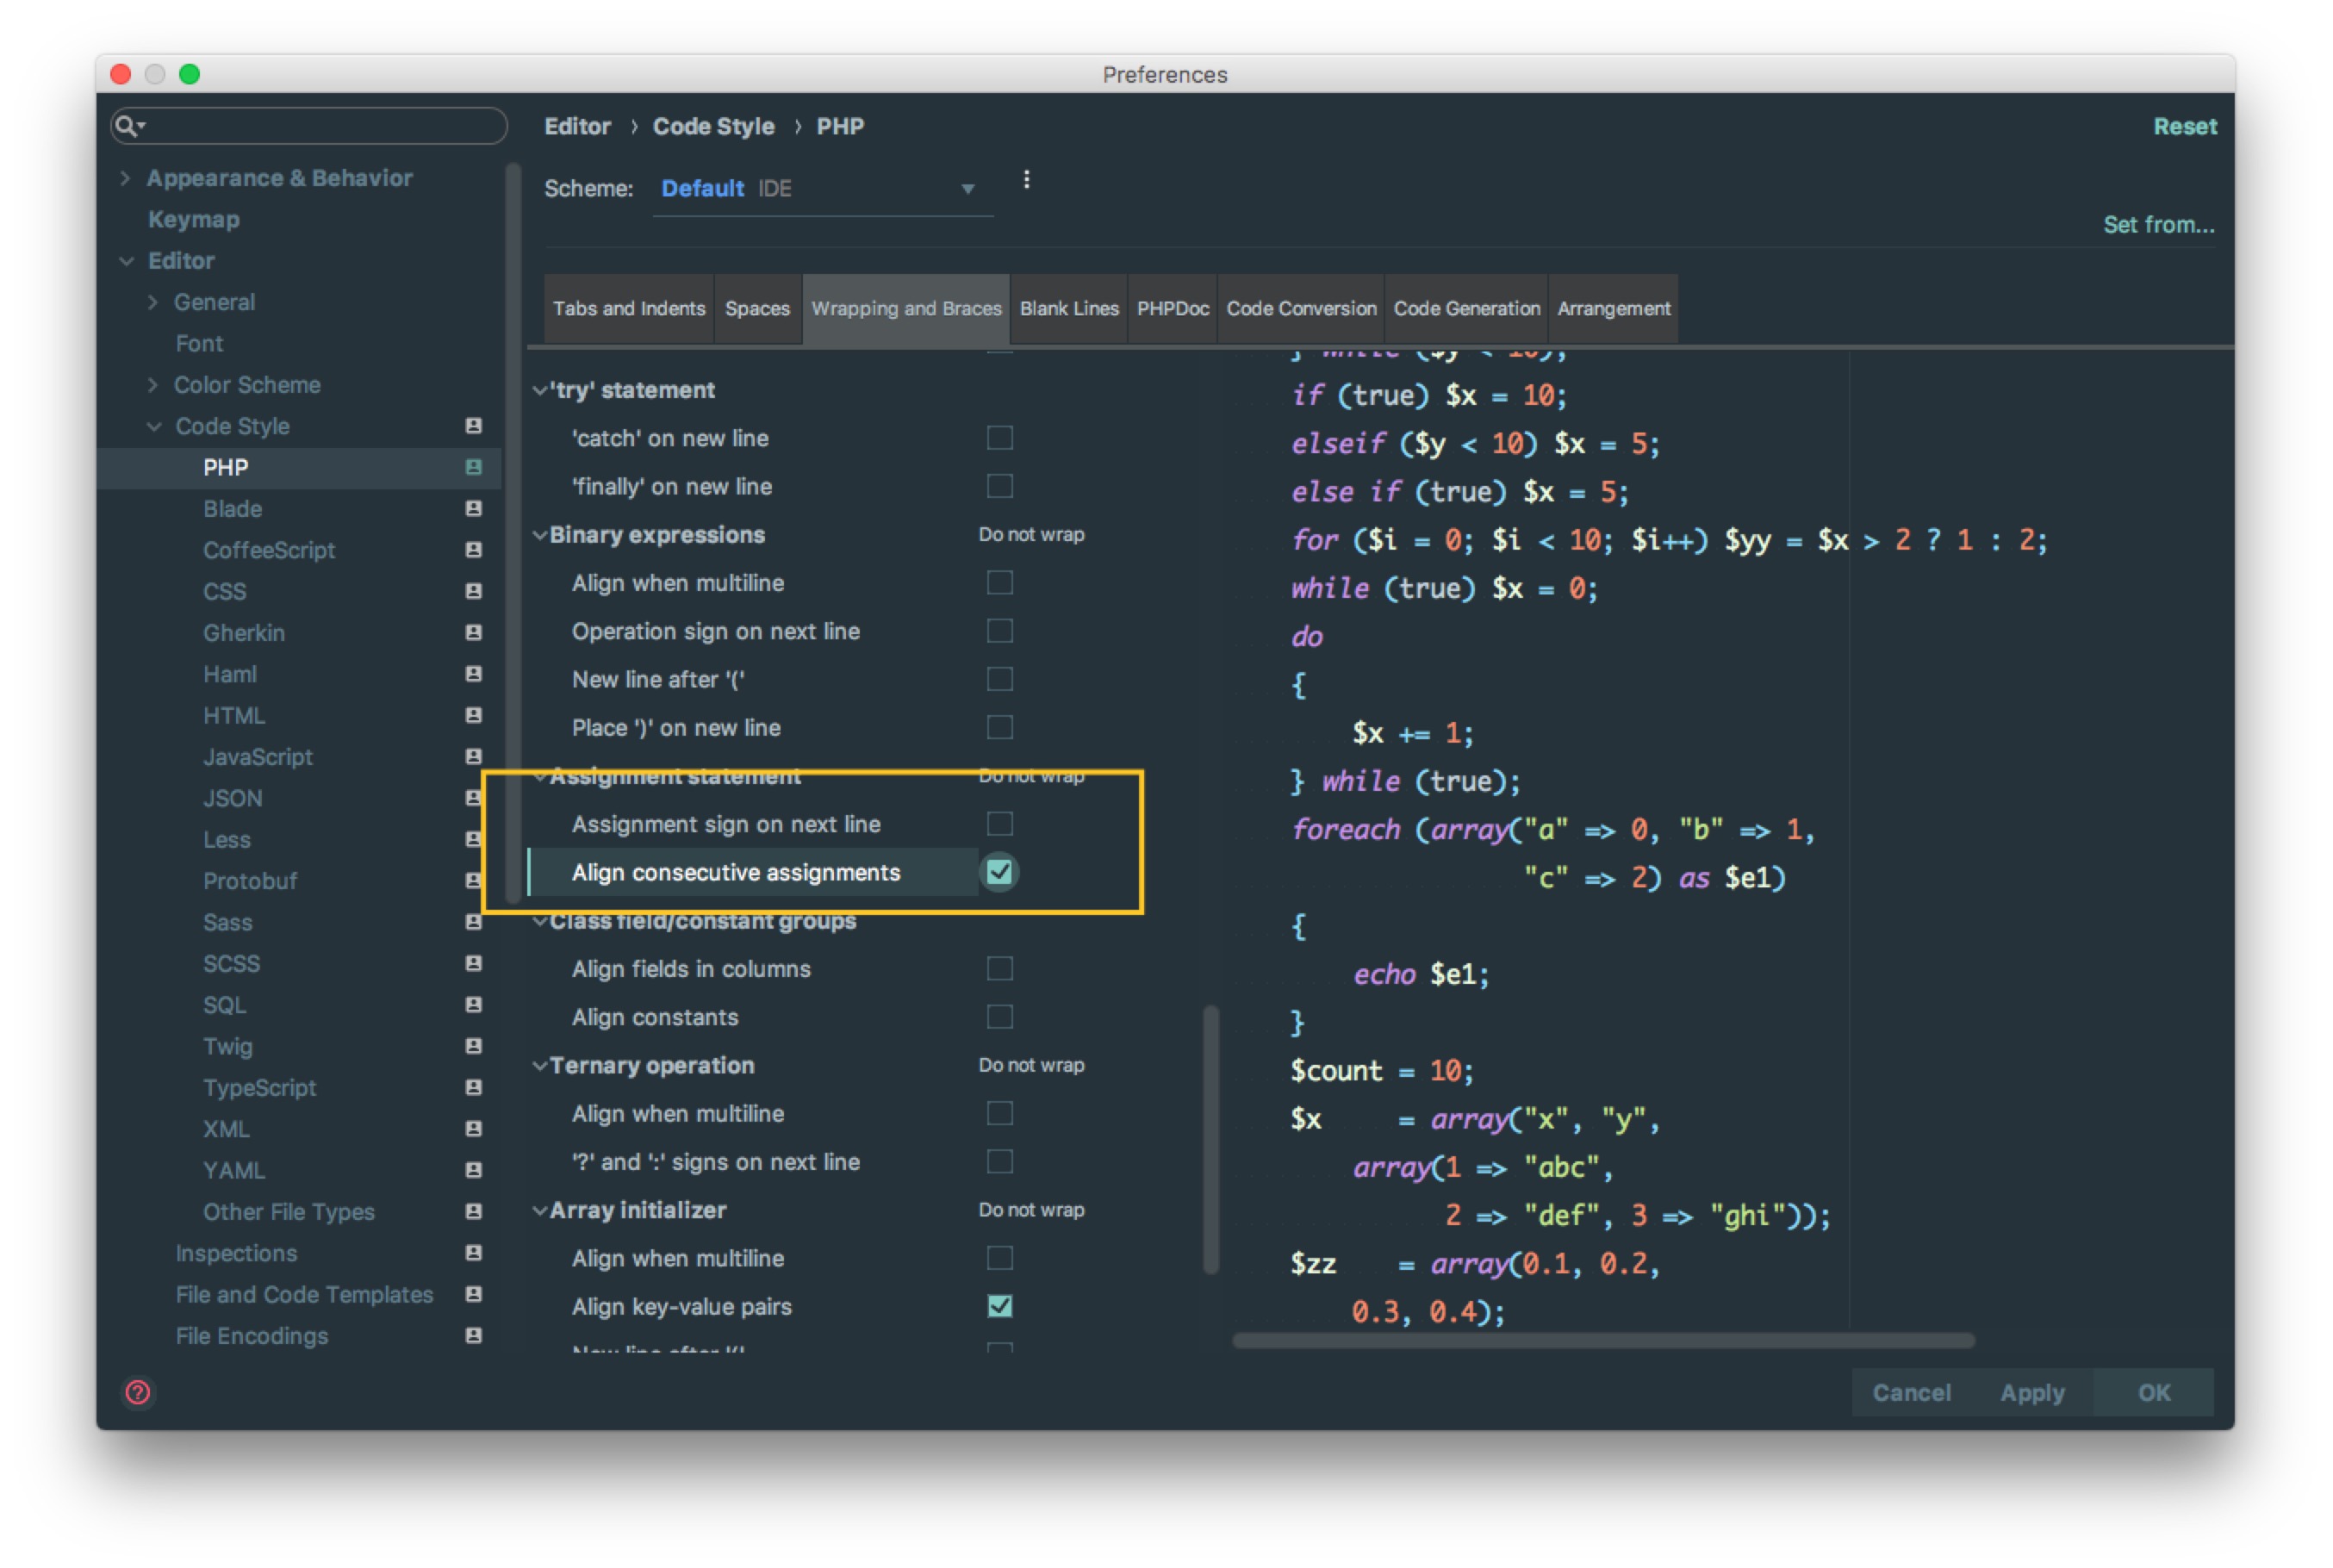 Preferences
Editor › Code Style › PHP
Reset
Scheme: Default IDE
Set from...
Appearance & Behavior
Keymap
Editor
General
Font
Color Scheme
Code Style
PHP
Blade
CoffeeScript
CSS
Gherkin
Haml
HTML
JavaScript
JSON
Less
Protobuf
Sass
SCSS
SQL
Twig
TypeScript
XML
YAML
Other File Types
Inspections
File and Code Templates
File Encodings
Tabs and Indents Spaces Wrapping and Braces Blank Lines PHPDoc Code Conversion Code Generation Arrangement
'try' statement
'catch' on new line
'finally' on new line
Binary expressions Do not wrap
Align when multiline
Operation sign on next line
New line after '('
Place ')' on new line
Assignment statement Do not wrap
Assignment sign on next line
Align consecutive assignments
Class field/constant groups
Align fields in columns
Align constants
Ternary operation Do not wrap
Align when multiline
'?' and ':' signs on next line
Array initializer Do not wrap
Align when multiline
Align key-value pairs
New line after '('
} while ($y < 10);
if (true) $x = 10;
elseif ($y < 10) $x = 5;
else if (true) $x = 5;
for ($i = 0; $i < 10; $i++) $yy = $x > 2 ? 1 : 2;
while (true) $x = 0;
do
{
$x += 1;
} while (true);
foreach (array("a" => 0, "b" => 1,
"c" => 2) as $e1)
{
echo $e1;
}
$count = 10;
$x = array("x", "y",
array(1 => "abc",
2 => "def", 3 => "ghi"));
$zz = array(0.1, 0.2,
0.3, 0.4);
?
Cancel Apply OK